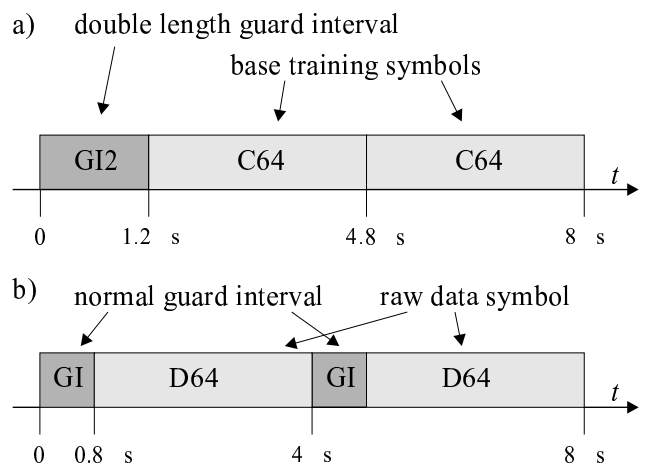 a)
double length guard interval
base training symbols
GI2 C64 C64
t
0 1.2 s 4.8 s 8 s
b)
normal guard interval raw data symbol
GI D64 GI D64
t
0 0.8 s 4 s 8 s